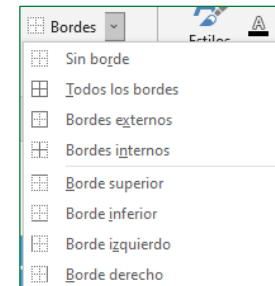 Bordes
Estilos
A
Sin borde
Todos los bordes
Bordes externos
Bordes internos
Borde superior
Borde inferior
Borde izquierdo
Borde derecho